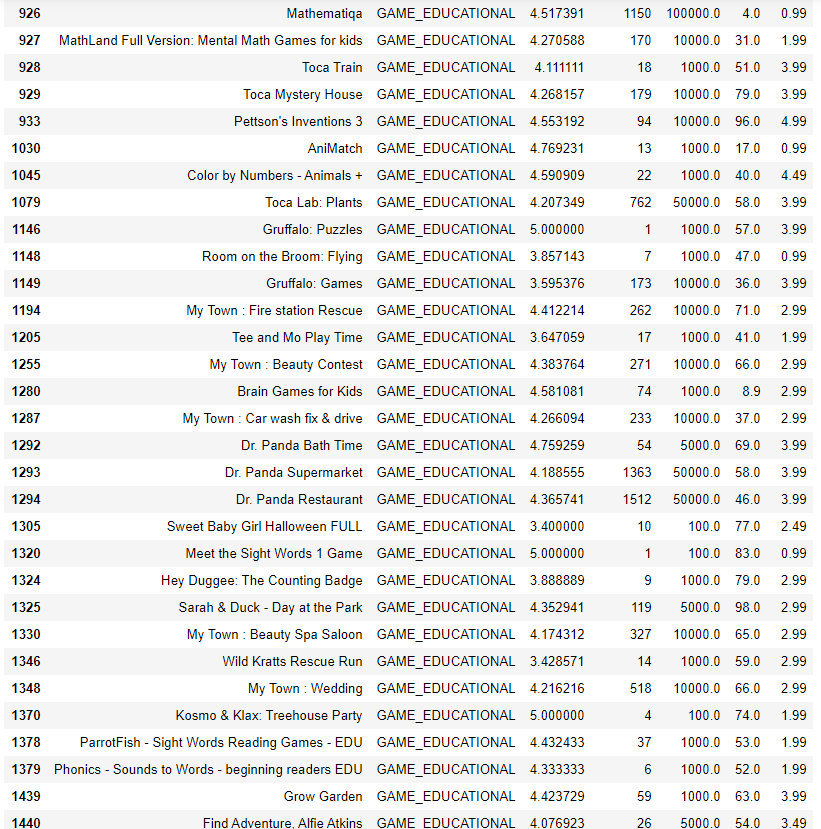 926 Mathematiqa GAME_EDUCATIONAL 4.517391 1150 100000.0 4.0 0.99
927 MathLand Full Version: Mental Math Games for kids GAME_EDUCATIONAL 4.270588 170 10000.0 31.0 1.99
928 Toca Train GAME_EDUCATIONAL 4.111111 18 1000.0 51.0 3.99
929 Toca Mystery House GAME_EDUCATIONAL 4.268157 179 10000.0 79.0 3.99
933 Pettson's Inventions 3 GAME_EDUCATIONAL 4.553192 94 10000.0 96.0 4.99
1030 AniMatch GAME_EDUCATIONAL 4.769231 13 1000.0 17.0 0.99
1045 Color by Numbers - Animals + GAME_EDUCATIONAL 4.590909 22 1000.0 40.0 4.49
1079 Toca Lab: Plants GAME_EDUCATIONAL 4.207349 762 50000.0 58.0 3.99
1146 Gruffalo: Puzzles GAME_EDUCATIONAL 5.000000 1 1000.0 57.0 3.99
1148 Room on the Broom: Flying GAME_EDUCATIONAL 3.857143 7 1000.0 47.0 0.99
1149 Gruffalo: Games GAME_EDUCATIONAL 3.595376 173 10000.0 36.0 3.99
1194 My Town : Fire station Rescue GAME_EDUCATIONAL 4.412214 262 10000.0 71.0 2.99
1205 Tee and Mo Play Time GAME_EDUCATIONAL 3.647059 17 1000.0 41.0 1.99
1255 My Town : Beauty Contest GAME_EDUCATIONAL 4.383764 271 10000.0 66.0 2.99
1280 Brain Games for Kids GAME_EDUCATIONAL 4.581081 74 1000.0 8.9 2.99
1287 My Town : Car wash fix & drive GAME_EDUCATIONAL 4.266094 233 10000.0 37.0 2.99
1292 Dr. Panda Bath Time GAME_EDUCATIONAL 4.759259 54 5000.0 69.0 3.99
1293 Dr. Panda Supermarket GAME_EDUCATIONAL 4.188555 1363 50000.0 58.0 3.99
1294 Dr. Panda Restaurant GAME_EDUCATIONAL 4.365741 1512 50000.0 46.0 3.99
1305 Sweet Baby Girl Halloween FULL GAME_EDUCATIONAL 3.400000 10 100.0 77.0 2.49
1320 Meet the Sight Words 1 Game GAME_EDUCATIONAL 5.000000 1 100.0 83.0 0.99
1324 Hey Duggee: The Counting Badge GAME_EDUCATIONAL 3.888889 9 1000.0 79.0 2.99
1325 Sarah & Duck - Day at the Park GAME_EDUCATIONAL 4.352941 119 5000.0 98.0 2.99
1330 My Town : Beauty Spa Saloon GAME_EDUCATIONAL 4.174312 327 10000.0 65.0 2.99
1346 Wild Kratts Rescue Run GAME_EDUCATIONAL 3.428571 14 1000.0 59.0 2.99
1348 My Town : Wedding GAME_EDUCATIONAL 4.216216 518 10000.0 66.0 2.99
1370 Kosmo & Klax: Treehouse Party GAME_EDUCATIONAL 5.000000 4 100.0 74.0 1.99
1378 ParrotFish - Sight Words Reading Games - EDU GAME_EDUCATIONAL 4.432433 37 1000.0 53.0 1.99
1379 Phonics - Sounds to Words - beginning readers EDU GAME_EDUCATIONAL 4.333333 6 1000.0 52.0 1.99
1439 Grow Garden GAME_EDUCATIONAL 4.423729 59 1000.0 63.0 3.99
1440 Find Adventure, Alfie Atkins GAME_EDUCATIONAL 4.076923 26 5000.0 54.0 3.49